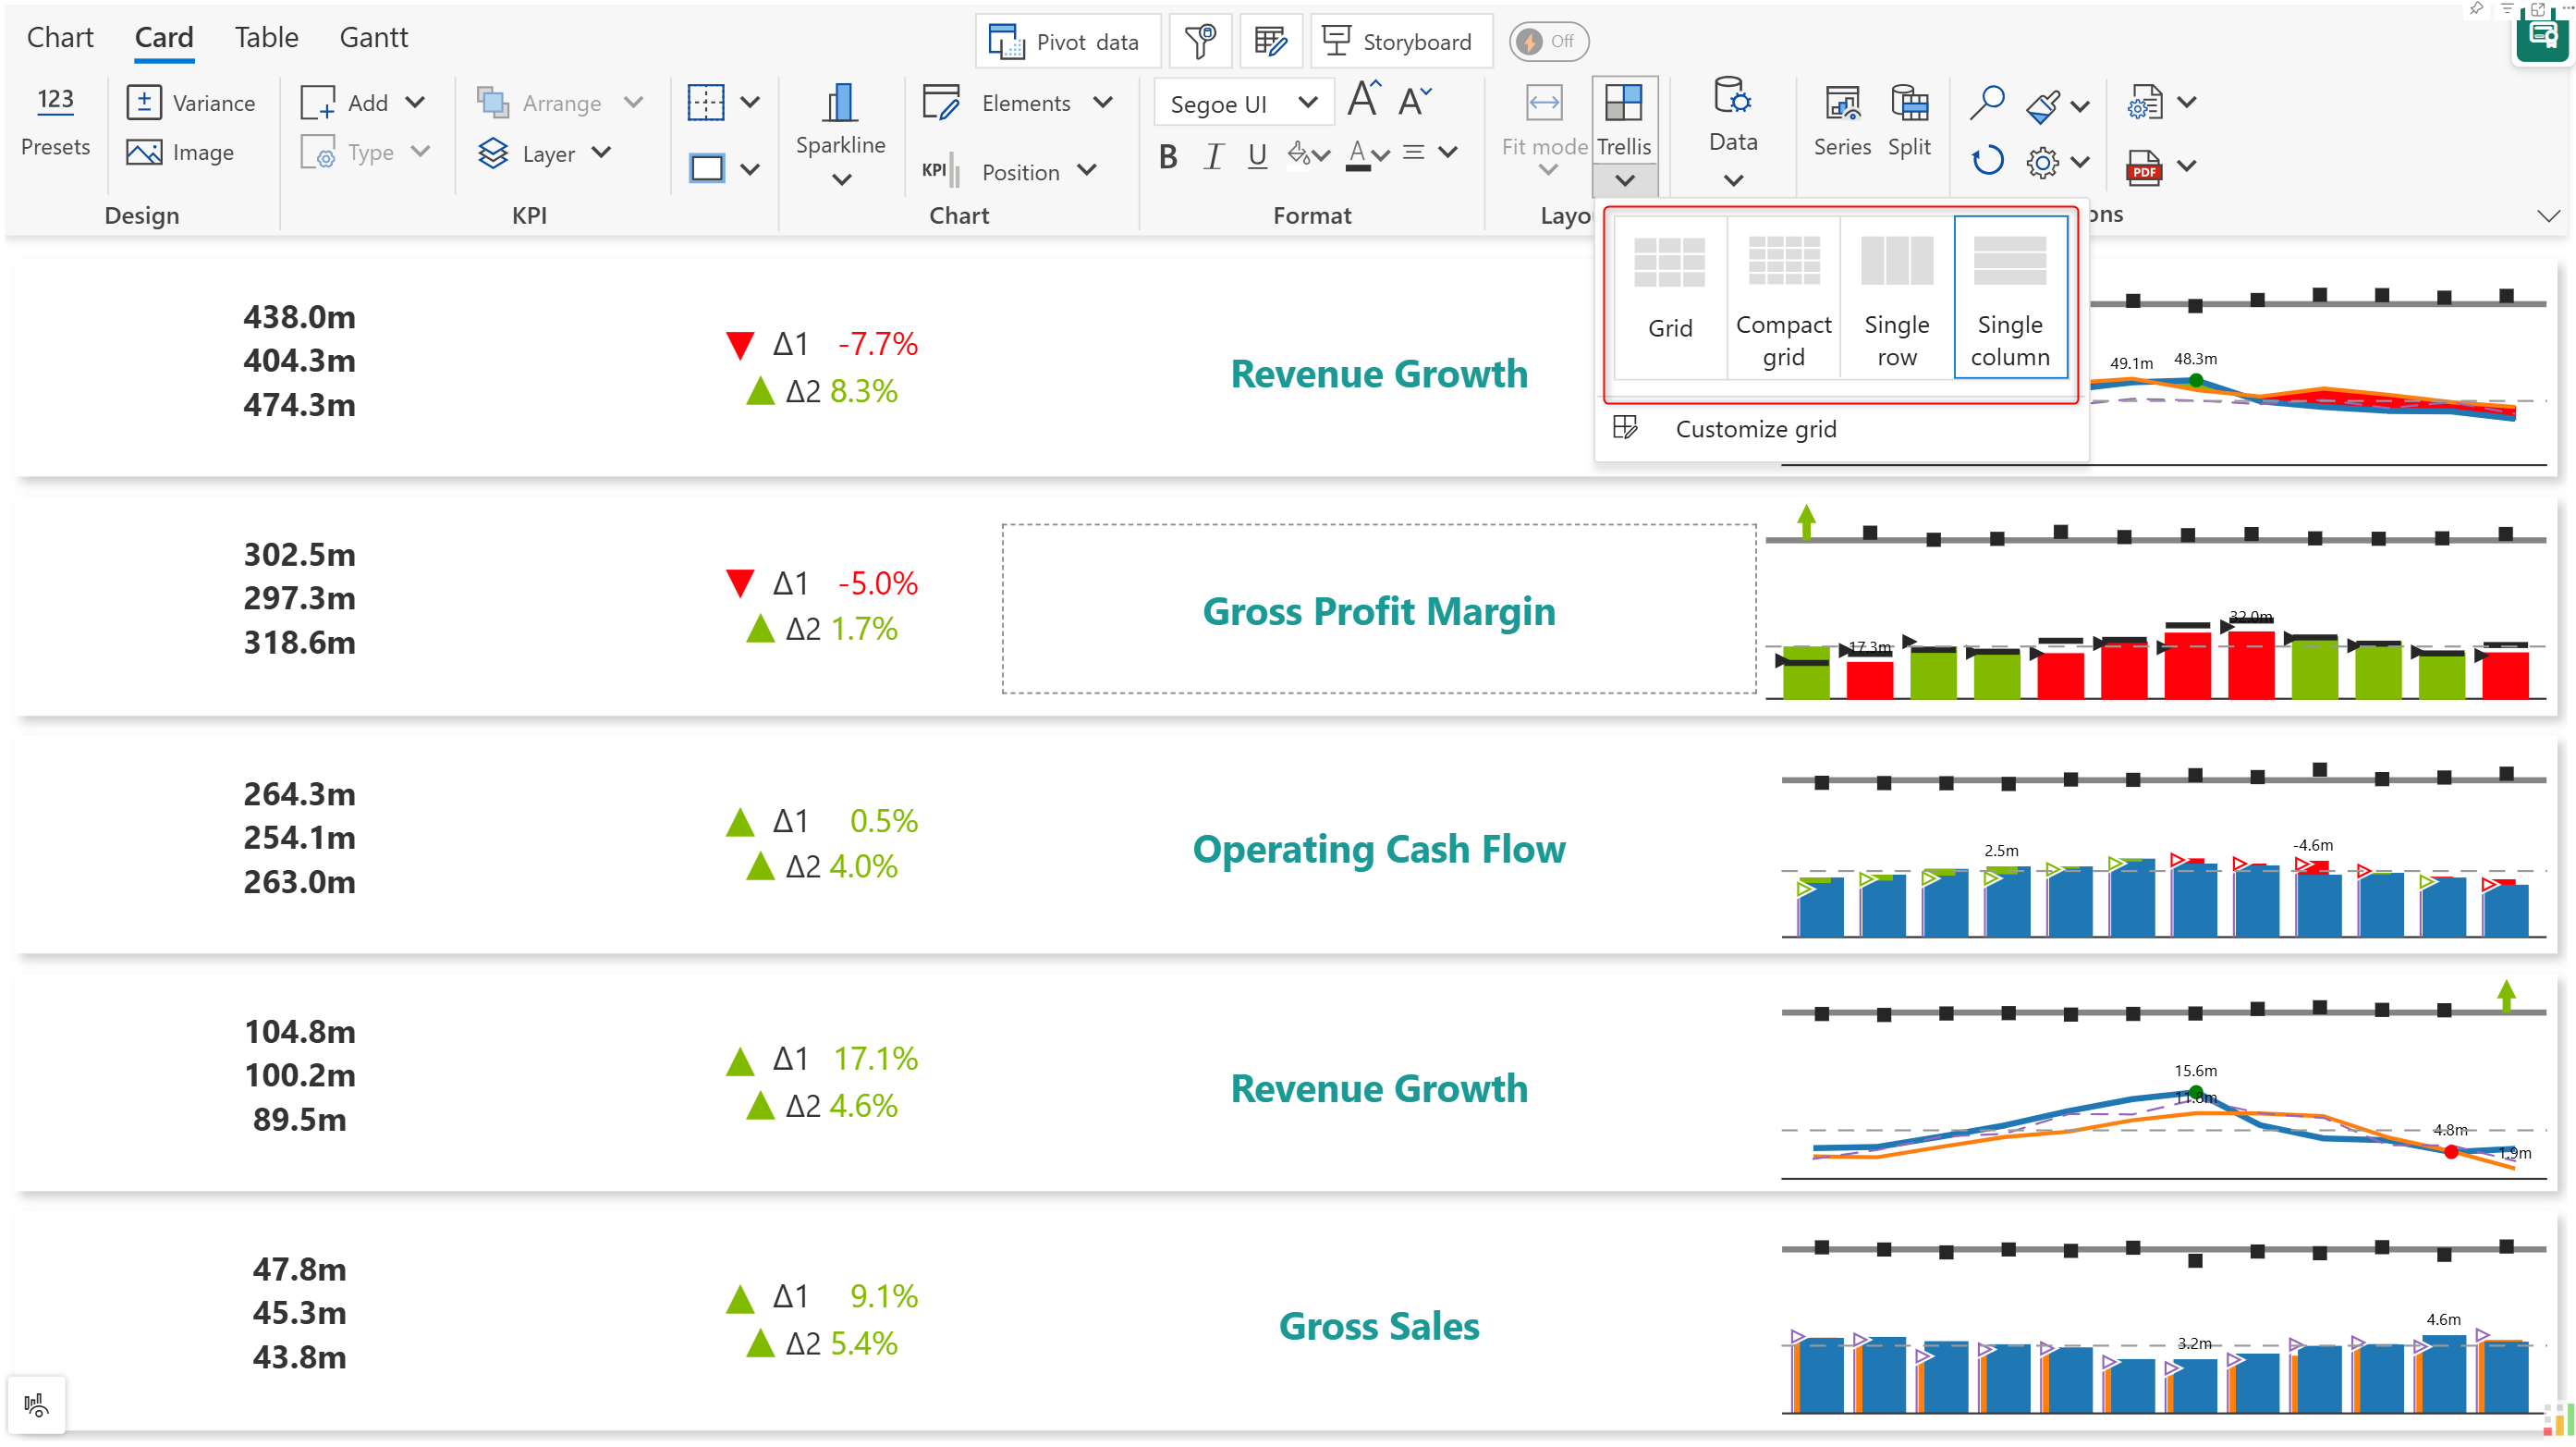 Chart Card Table Gantt
Pivot data
Storyboard
Off
123
Presets
Variance
Image
Design
Add
Type
Arrange
Layer
KPI
Sparkline
Elements
KPI
Position
Chart
Segoe UI
A A
B I U A
Format
Fit mode
Trellis
Layo
Data
Series
Split
PDF
ons
Grid
Compact
grid
Single
row
Single
column
Customize grid
438.0m
404.3m
474.3m
Δ1 -7.7%
Δ2 8.3%
Revenue Growth
49.1m
48.3m
302.5m
297.3m
318.6m
Δ1 -5.0%
Δ2 1.7%
Gross Profit Margin
17.3m
32.0m
264.3m
254.1m
263.0m
Δ1 0.5%
Δ2 4.0%
Operating Cash Flow
2.5m
-4.6m
104.8m
100.2m
89.5m
Δ1 17.1%
Δ2 4.6%
Revenue Growth
15.6m
11.8m
4.8m
1.9m
47.8m
45.3m
43.8m
Δ1 9.1%
Δ2 5.4%
Gross Sales
3.2m
4.6m